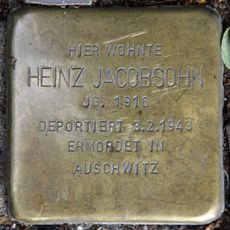 HIER WOHNTE
HEINZ JACOBSOHN
JG. 1916
DEPORTIERT 3.2.1943
ERMORDET IN
AUSCHWITZ